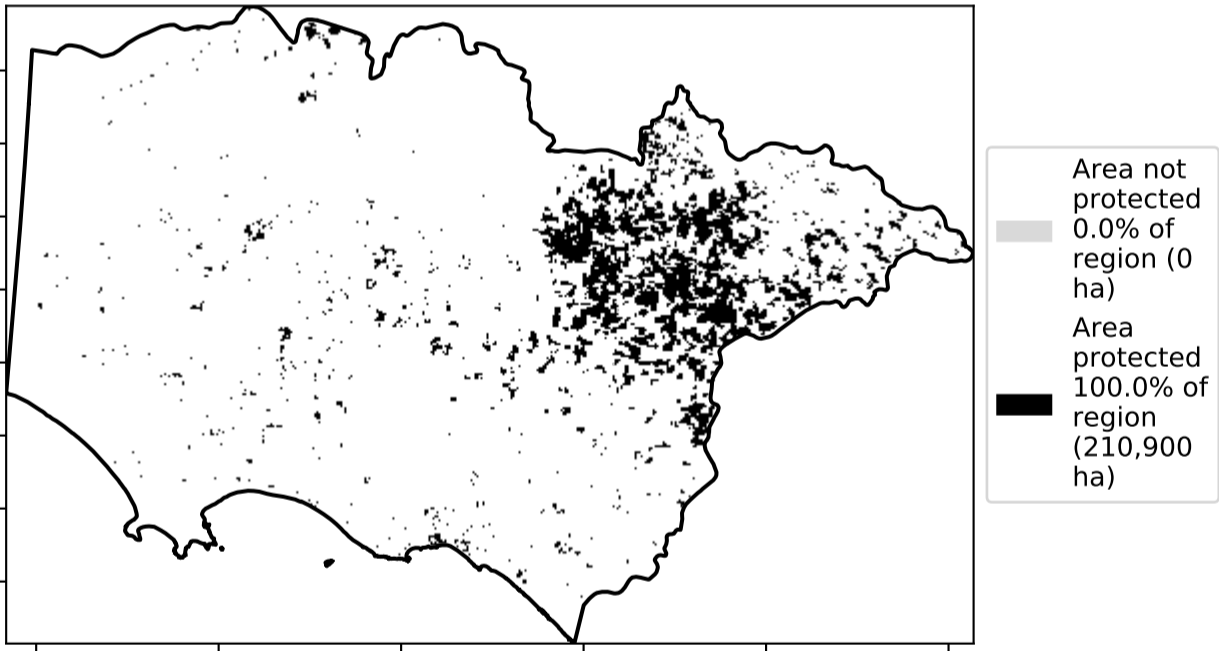 Area not
protected
0.0% of
region (0
ha)
Area
protected
100.0% of
region
(210,900
ha)